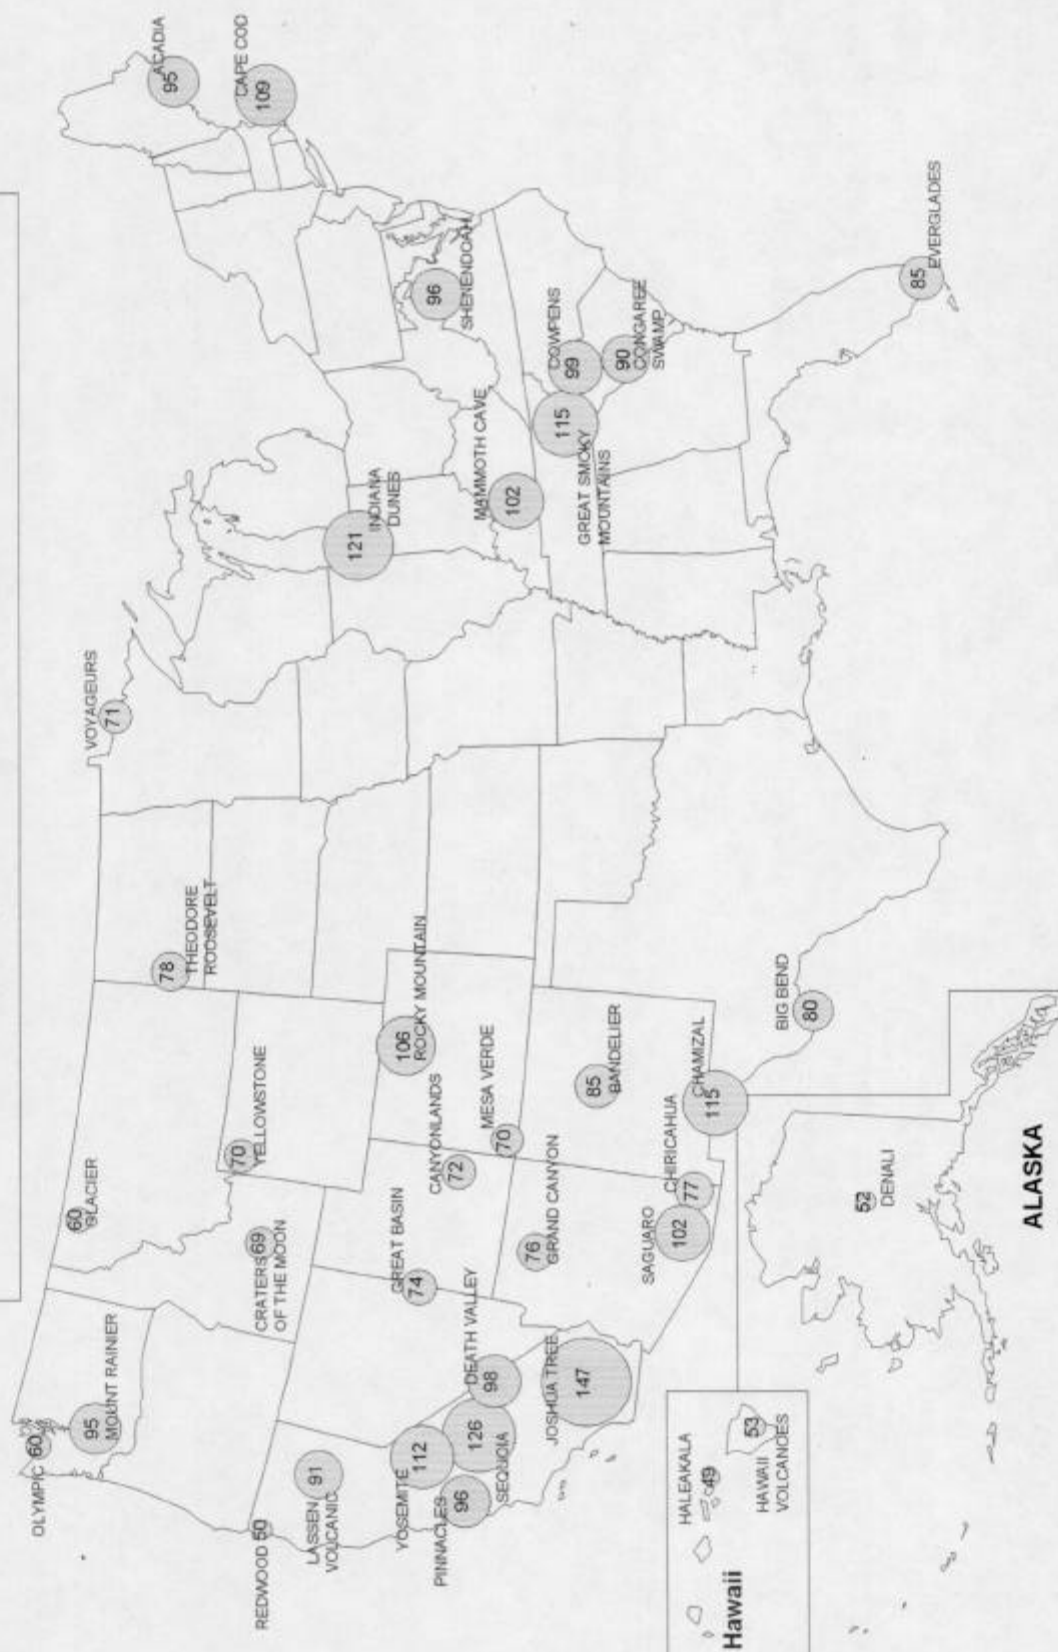 OLYMPIC 60
95
MOUNT RAINIER
60
GLACIER
VOYAGEURS
71
95
ACADIA
CAPE COD
109
78
THEODORE
ROOSEVELT
70
YELLOWSTONE
CRATERS 69
OF THE MOON
REDWOOD 50
91
LASSEN
VOLCANIC
121
INDIANA
DUNES
96
SHENENDOAH
106
ROCKY MOUNTAIN
GREAT BASIN
74
CANYONLANDS
72
MESA VERDE
70
YOSEMITE
112
PINNACLES
96
126
SEQUOIA
DEATH VALLEY
98
MAMMOTH CAVE
102
COWPENS
99
90
CONGAREE
SWAMP
115
GREAT SMOKY
MOUNTAINS
76
GRAND CANYON
85
BANDELIER
JOSHUA TREE
147
SAGUARO
102
CHIRICAHUA
77
CHAMIZAL
115
BIG BEND
80
85
EVERGLADES
HALEAKALA
49
53
HAWAII
VOLCANOES
Hawaii
52
DENALI
ALASKA